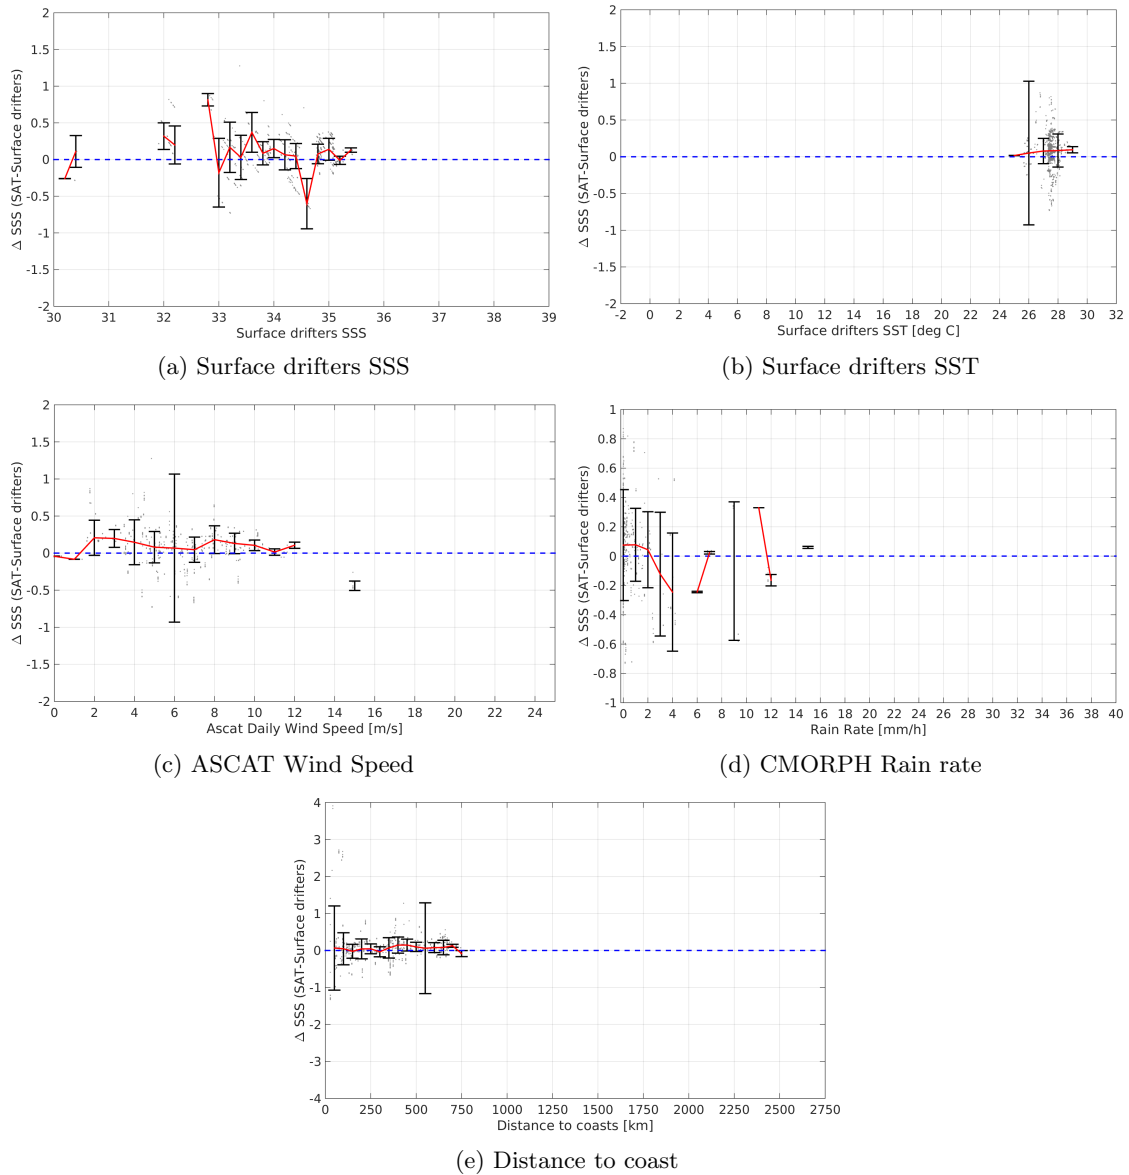 2
1.5
1
0.5
0
-0.5
-1
-1.5
-2
Δ SSS (SAT-Surface drifters)
30 31 32 33 34 35 36 37 38 39
Surface drifters SSS
(a) Surface drifters SSS
2
1.5
1
0.5
0
-0.5
-1
-1.5
-2
Δ SSS (SAT-Surface drifters)
-2 0 2 4 6 8 10 12 14 16 18 20 22 24 26 28 30 32
Surface drifters SST [deg C]
(b) Surface drifters SST
2
1.5
1
0.5
0
-0.5
-1
-1.5
-2
Δ SSS (SAT-Surface drifters)
0 2 4 6 8 10 12 14 16 18 20 22 24
Ascat Daily Wind Speed [m/s]
(c) ASCAT Wind Speed
1
0.8
0.6
0.4
0.2
0
-0.2
-0.4
-0.6
-0.8
-1
Δ SSS (SAT-Surface drifters)
0 2 4 6 8 10 12 14 16 18 20 22 24 26 28 30 32 34 36 38 40
Rain Rate [mm/h]
(d) CMORPH Rain rate
4
3
2
1
0
-1
-2
-3
-4
Δ SSS (SAT-Surface drifters)
0 250 500 750 1000 1250 1500 1750 2000 2250 2500 2750
Distance to coasts [km]
(e) Distance to coast